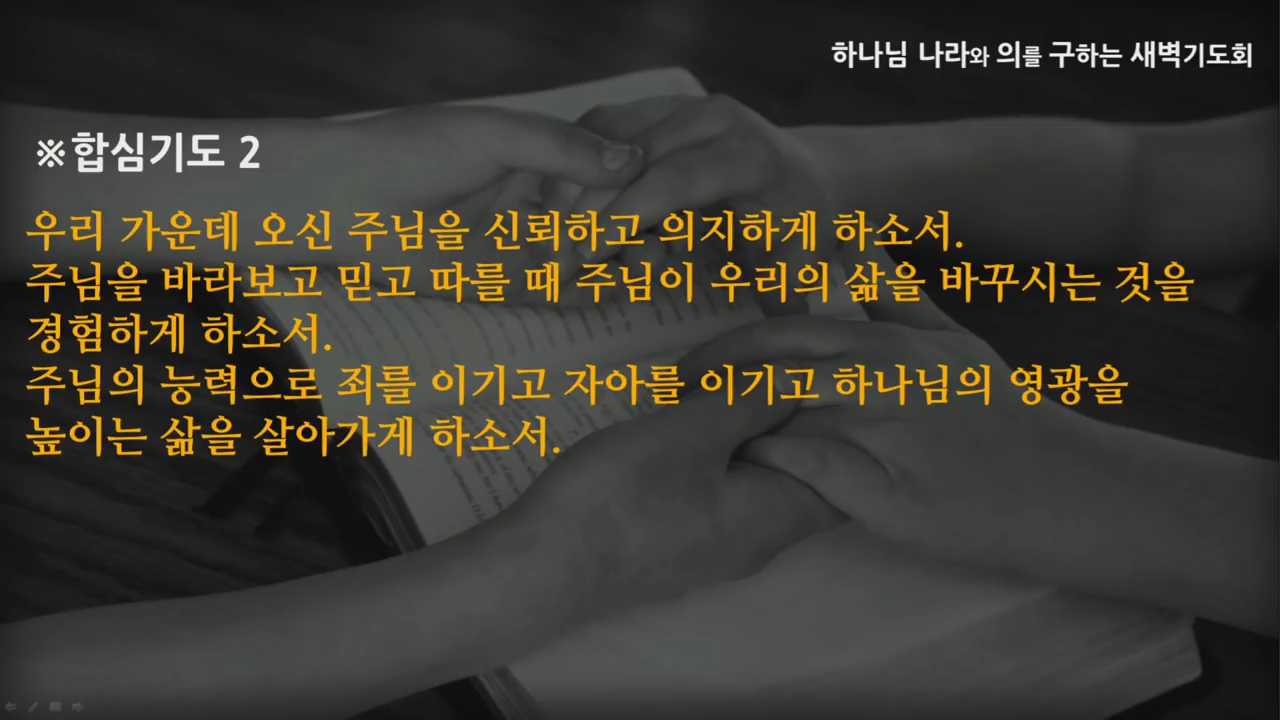 하나님 나라와 의를 구하는 새벽기도회
※합심기도 2
우리 가운데 오신 주님을 신뢰하고 의지하게 하소서.
주님을 바라보고 믿고 따를 때 주님이 우리의 삶을 바꾸시는 것을
경험하게 하소서.
주님의 능력으로 죄를 이기고 자아를 이기고 하나님의 영광을
높이는 삶을 살아가게 하소서.